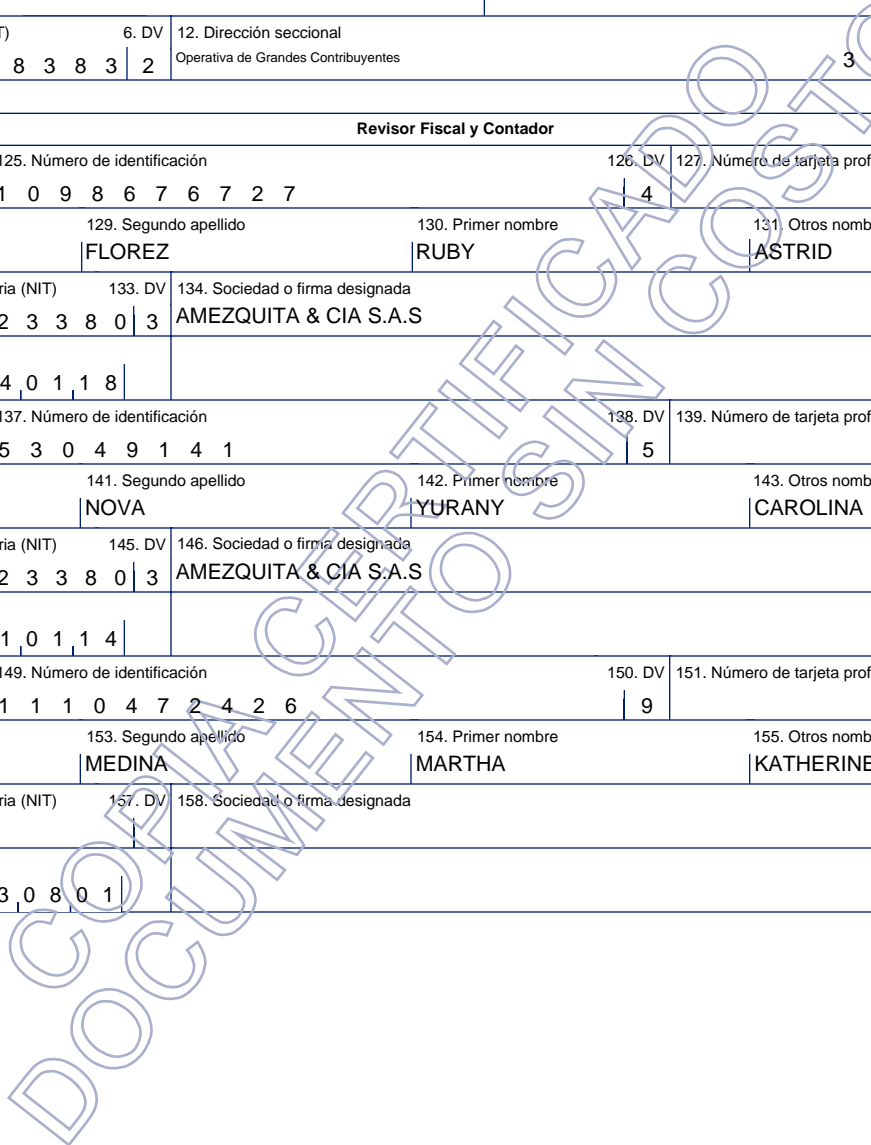 T) 6. DV 12. Dirección seccional
8 3 8 3 2 Operativa de Grandes Contribuyentes 3
Revisor Fiscal y Contador
125. Número de identificación 126. DV 127. Número de tarjeta prof
1 0 9 8 6 7 6 7 2 7 4
129. Segundo apellido 130. Primer nombre 131. Otros nomb
FLOREZ RUBY ASTRID
ria (NIT) 133. DV 134. Sociedad o firma designada
2 3 3 8 0 3 AMEZQUITA & CIA S.A.S
4 0 1 1 8
137. Número de identificación 138. DV 139. Número de tarjeta prof
5 3 0 4 9 1 4 1 5
141. Segundo apellido 142. Primer nombre 143. Otros nomb
NOVA YURANY CAROLINA
ria (NIT) 145. DV 146. Sociedad o firma designada
2 3 3 8 0 3 AMEZQUITA & CIA S.A.S
1 0 1 1 4
149. Número de identificación 150. DV 151. Número de tarjeta prof
1 1 1 0 4 7 2 4 2 6 9
153. Segundo apellido 154. Primer nombre 155. Otros nomb
MEDINA MARTHA KATHERINE
ria (NIT) 157. DV 158. Sociedad o firma designada
3 0 8 0 1
COPIA CERTIFICADO
DOCUMENTO SIN COSTO